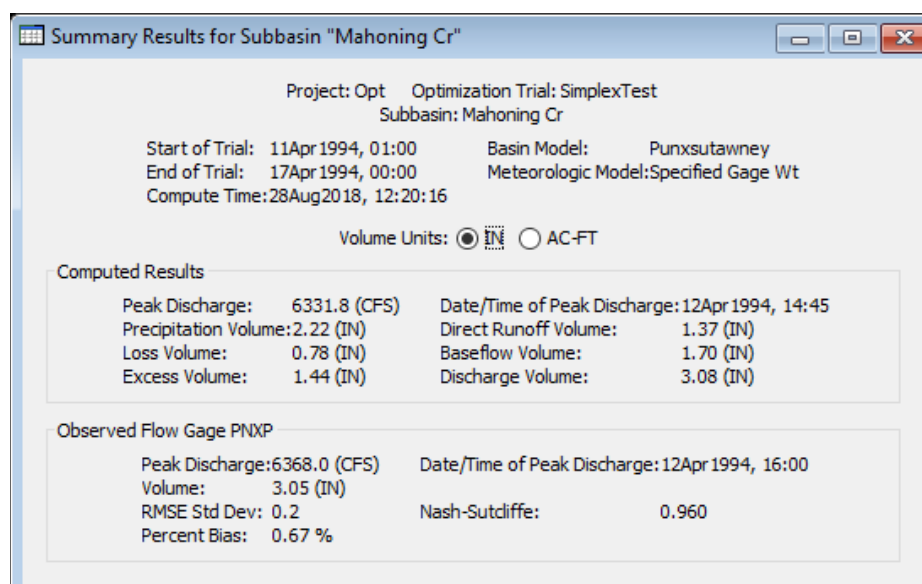 Summary Results for Subbasin "Mahoning Cr"
Project: Opt Optimization Trial: SimplexTest
Subbasin: Mahoning Cr
Start of Trial: 11Apr1994, 01:00 Basin Model: Punxsutawney
End of Trial: 17Apr1994, 00:00 Meteorologic Model:Specified Gage Wt
Compute Time:28Aug2018, 12:20:16
Volume Units: IN AC-FT
Computed Results
Peak Discharge: 6331.8 (CFS) Date/Time of Peak Discharge:12Apr1994, 14:45
Precipitation Volume:2.22 (IN) Direct Runoff Volume: 1.37 (IN)
Loss Volume: 0.78 (IN) Baseflow Volume: 1.70 (IN)
Excess Volume: 1.44 (IN) Discharge Volume: 3.08 (IN)
Observed Flow Gage PNXP
Peak Discharge:6368.0 (CFS) Date/Time of Peak Discharge:12Apr1994, 16:00
Volume: 3.05 (IN)
RMSE Std Dev: 0.2 Nash-Sutcliffe: 0.960
Percent Bias: 0.67 %